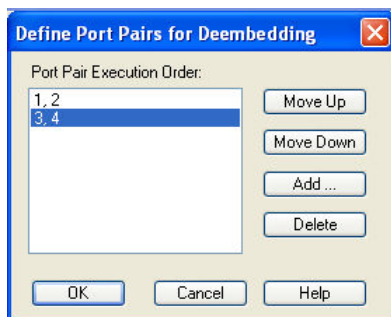 Define Port Pairs for Deembedding
Port Pair Execution Order:
1, 2
3, 4
Move Up
Move Down
Add ...
Delete
OK
Cancel
Help